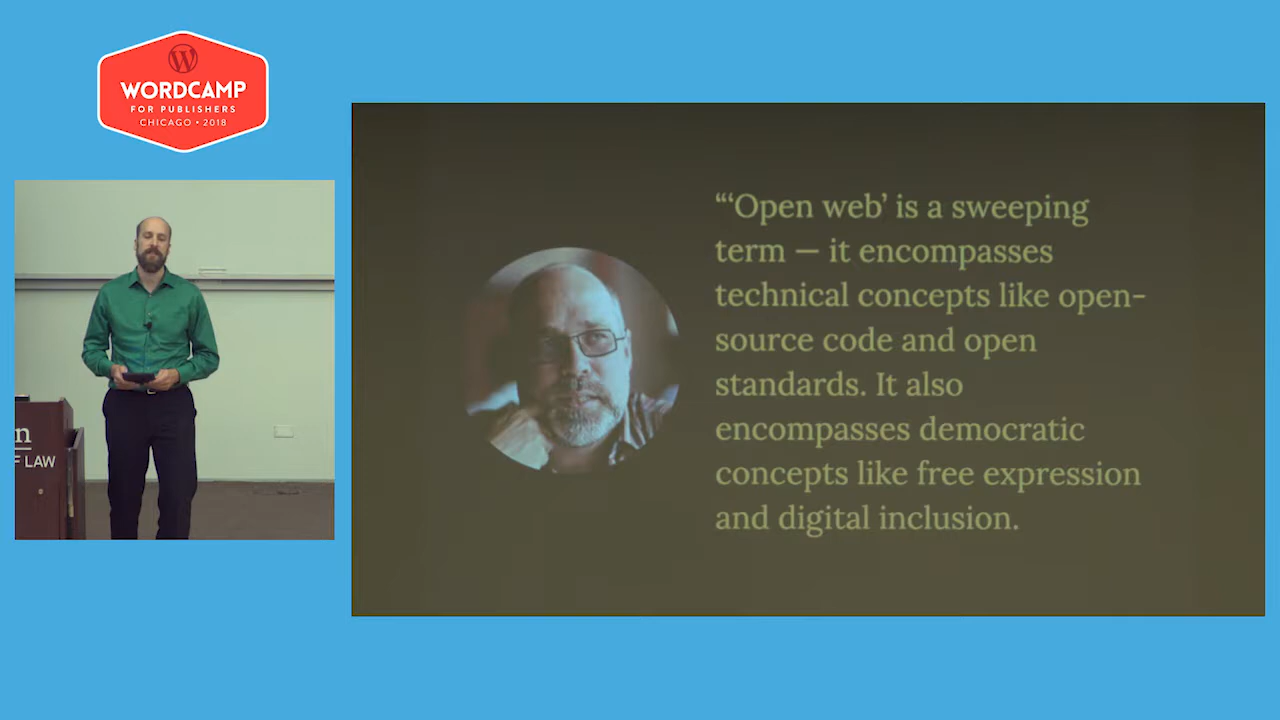 WORDCAMP
FOR PUBLISHERS
CHICAGO • 2018
n
F LAW
“‘Open web’ is a sweeping
term — it encompasses
technical concepts like open-
source code and open
standards. It also
encompasses democratic
concepts like free expression
and digital inclusion.